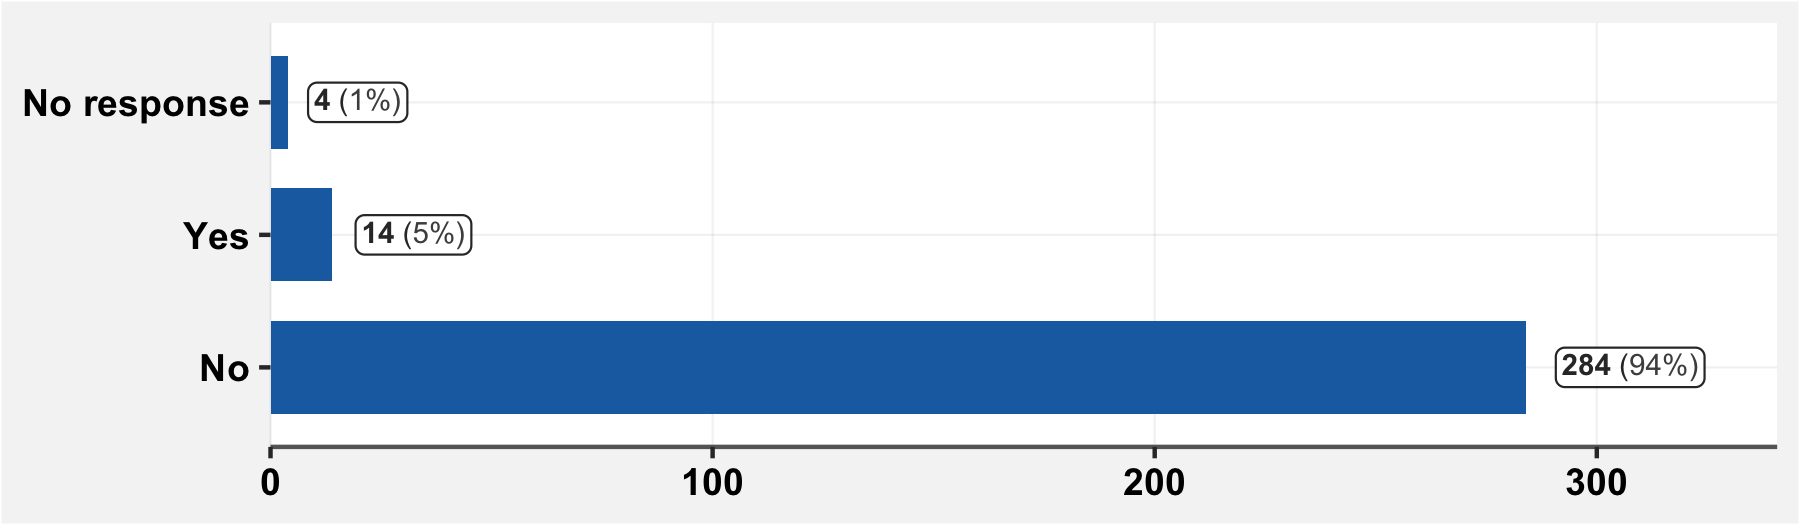 No response 4 (1%)
Yes 14 (5%)
No 284 (94%)
0 100 200 300